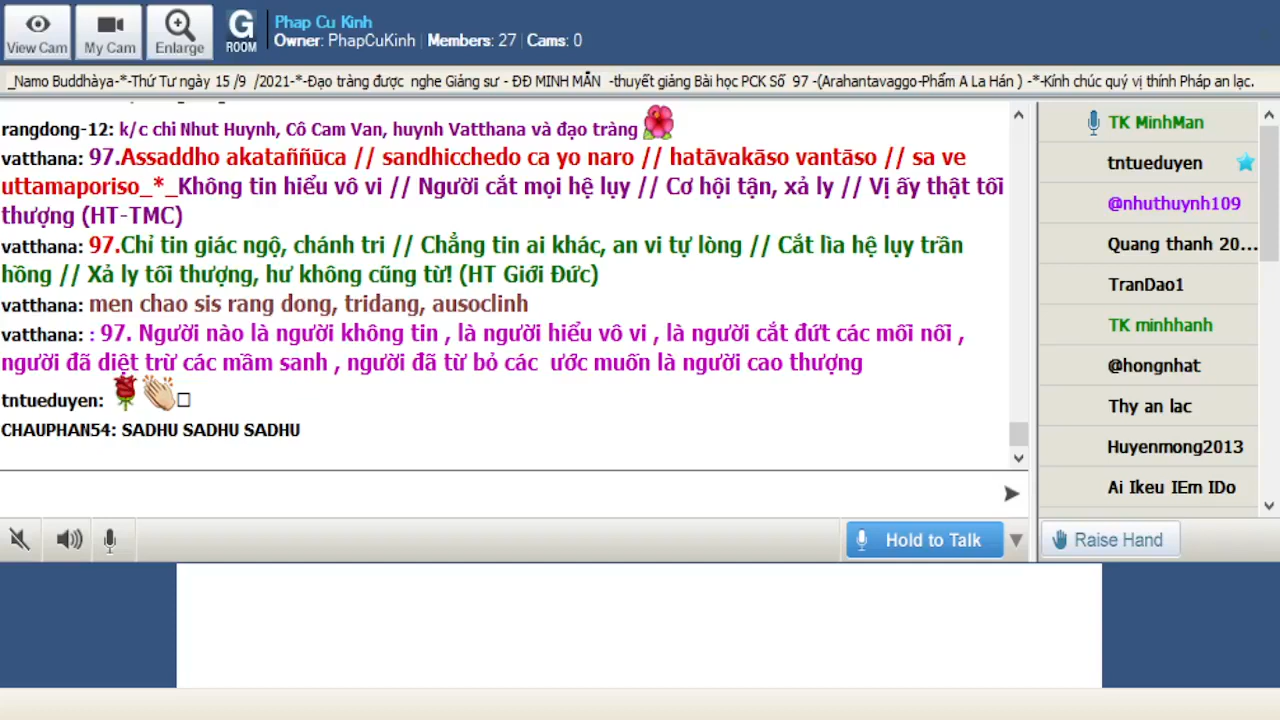 View Cam
My Cam
Enlarge
G
ROOM
Phap Cu Kinh
Owner: PhapCuKinh | Members: 27 | Cams: 0
_Namo Buddhàya-*-Thứ Tư ngày 15 /9 /2021-*-Đạo tràng được nghe Giảng sư - ĐĐ MINH MẪN -thuyết giảng Bài học PCK Số 97 -(Arahantavaggo-Phẩm A La Hán ) -*-Kính chúc quý vị thính Pháp an lạc.
rangdong-12: k/c chi Nhut Huynh, Cô Cam Van, huynh Vatthana và đạo tràng
vatthana: 97.Assaddho akataññūca // sandhicchedo ca yo naro // hatāvakāso vantāso // sa ve
uttamaporiso_*_Không tin hiểu vô vi // Người cắt mọi hệ lụy // Cơ hội tận, xả ly // Vị ấy thật tối
thượng (HT-TMC)
vatthana: 97.Chỉ tin giác ngộ, chánh tri // Chẳng tin ai khác, an vi tự lòng // Cắt lìa hệ lụy trần
hồng // Xả ly tối thượng, hư không cũng từ! (HT Giới Đức)
vatthana: men chao sis rang dong, tridang, ausoclinh
vatthana: : 97. Người nào là người không tin , là người hiểu vô vi , là người cắt đứt các mối nối ,
người đã diệt trừ các mầm sanh , người đã từ bỏ các ước muốn là người cao thượng
tntueduyen:
CHAUPHAN54: SADHU SADHU SADHU
TK MinhMan
tntueduyen
@nhuthuynh109
Quang thanh 20...
TranDao1
TK minhhanh
@hongnhat
Thy an lac
Huyenmong2013
Ai Ikeu IEm IDo
Hold to Talk
Raise Hand